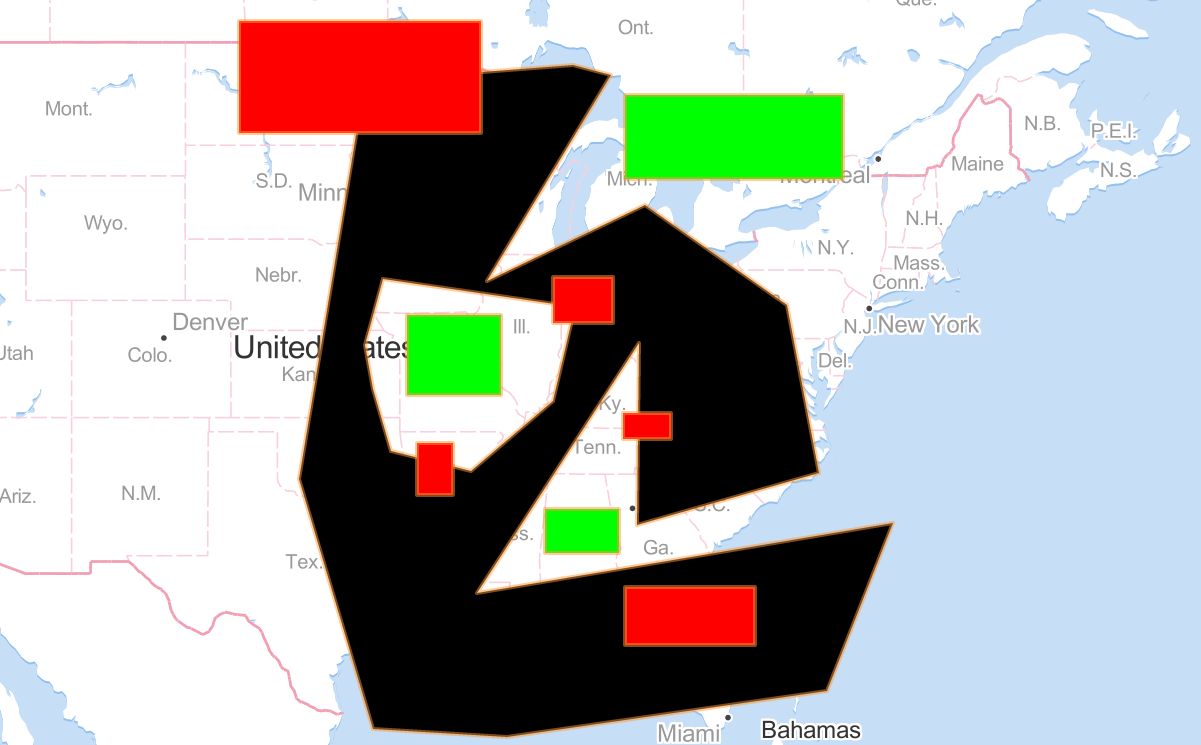 Que.
Ont.
Mont.
N.B.
P.E.I.
Maine
N.S.
Mich.
Montreal
S.D.
Minn
Wyo.
N.H.
N.Y.
Mass.
Nebr.
Conn.
Denver
Ill.
N.J.
New York
United
ates
Utah
Colo.
Del.
Kan
Ky.
Tenn.
Ariz.
N.M.
S.C.
ss.
Ga.
Tex.
Miami
Bahamas